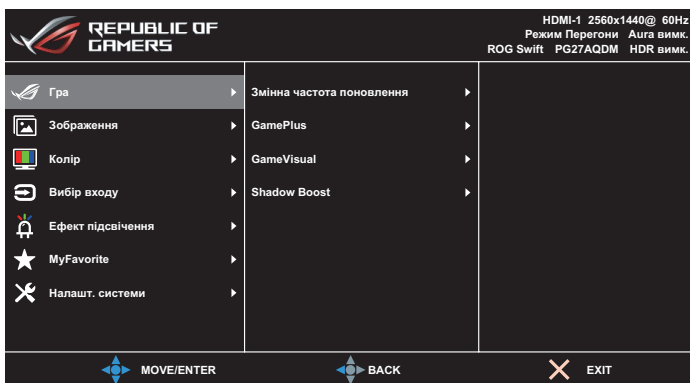 REPUBLIC OF
GAMERS
HDMI-1 2560x1440@ 60Hz
Режим Перегони Aura вимк.
ROG Swift PG27AQDM HDR вимк.
Гра
Зображення
Колір
Вибір входу
Ефект підсвічення
MyFavorite
Налашт. системи
Змінна частота поновлення
GamePlus
GameVisual
Shadow Boost
MOVE/ENTER
BACK
EXIT